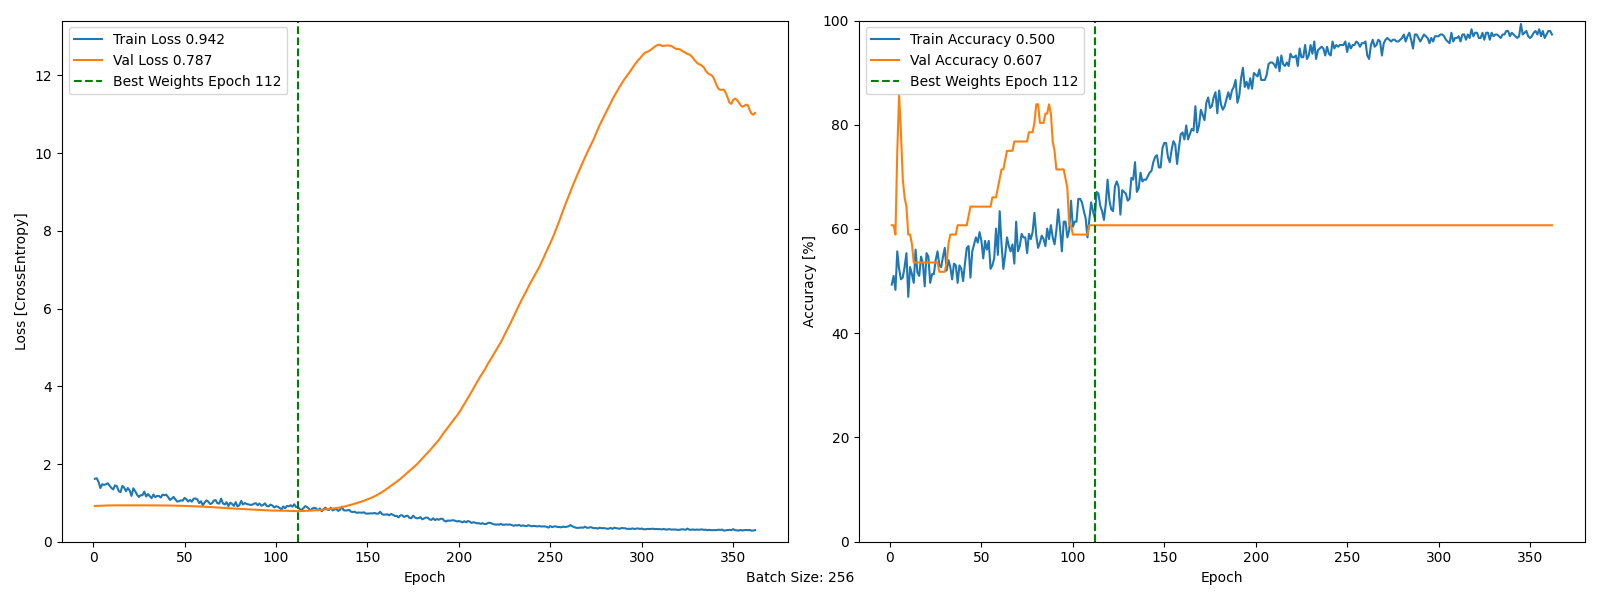 Train Loss 0.942
Val Loss 0.787
Best Weights Epoch 112
Loss [CrossEntropy]
12
10
8
6
4
2
0
0 50 100 150 200 250 300 350
Epoch
Train Accuracy 0.500
Val Accuracy 0.607
Best Weights Epoch 112
Accuracy [%]
100
80
60
40
20
0
0 50 100 150 200 250 300 350
Epoch
Batch Size: 256